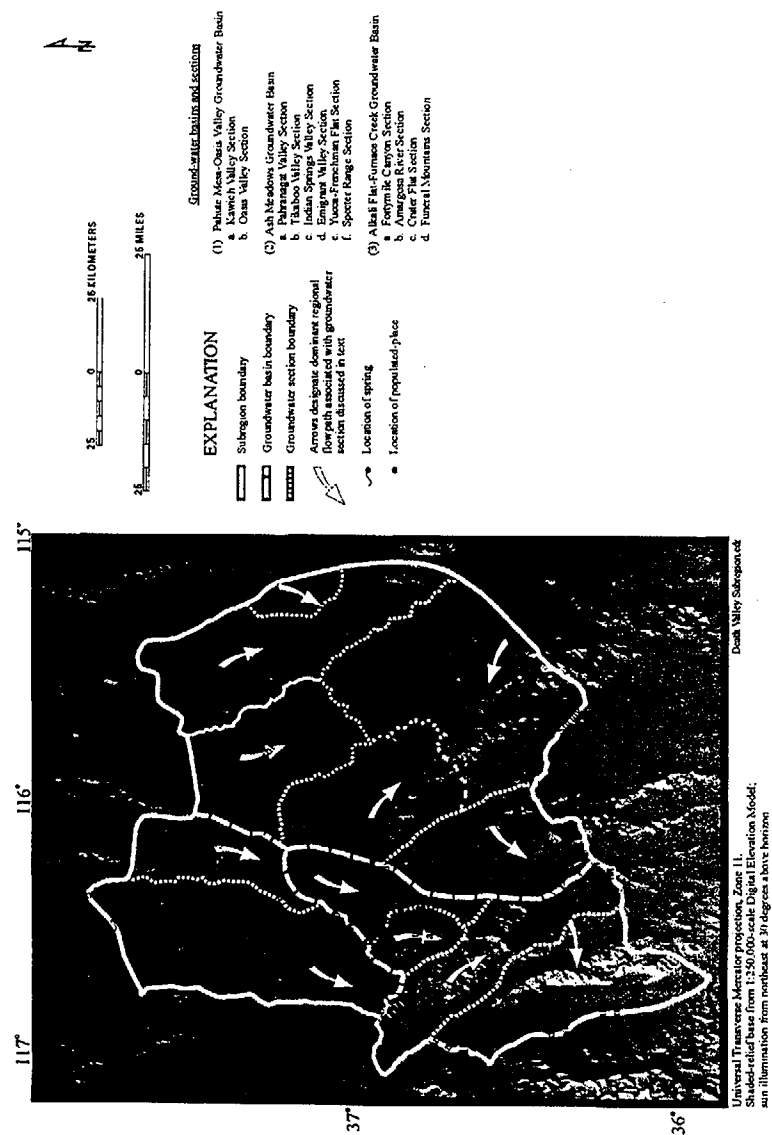 N
25 0 25 KILOMETERS
25 0 25 MILES
EXPLANATION
Subregion boundary
Groundwater basin boundary
Groundwater section boundary
Arrows designate dominant regional
flowpath associated with groundwater
section discussed in text
Location of spring
Location of populated-place
Ground-water basins and sections
(1) Pahute Mesa-Oasis Valley Groundwater Basin
a Kawich Valley Section
b. Oasis Valley Section
(2) Ash Meadows Groundwater Basin
a. Pahranagat Valley Section
b. Tikaboo Valley Section
c. Indian Springs Valley Section
d. Emigrant Valley Section
e. Yucca-Frenchman Flat Section
f. Specter Range Section
(3) Alkali Flat-Furnace Creek Groundwater Basin
a Fortymile Canyon Section
b. Amargosa River Section
c. Crater Flat Section
d. Funeral Mountains Section
117°
116°
115°
37°
36°
Universal Transverse Mercator projection, Zone 11.
Shaded-relief base from 1:250,000-scale Digital Elevation Model;
sun illumination from northeast at 30 degrees above horizon
Death Valley Subregion.cdr